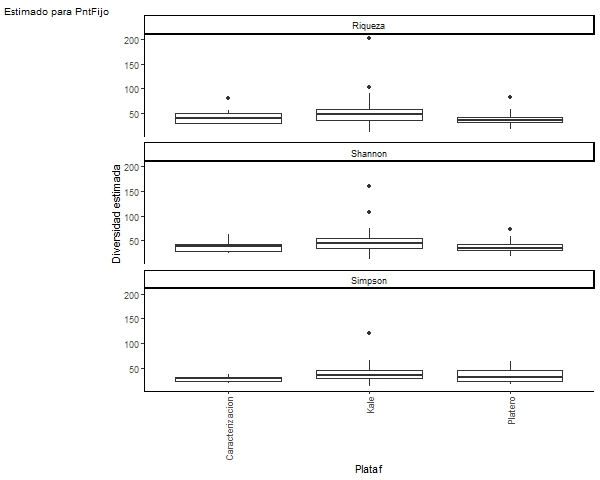 Estimado para PntFijo
Riqueza
200
150
100
50
Shannon
200
150
100
50
Simpson
200
150
100
50
Diversidad estimada
Caracterizacion
Kale
Platero
Plataf